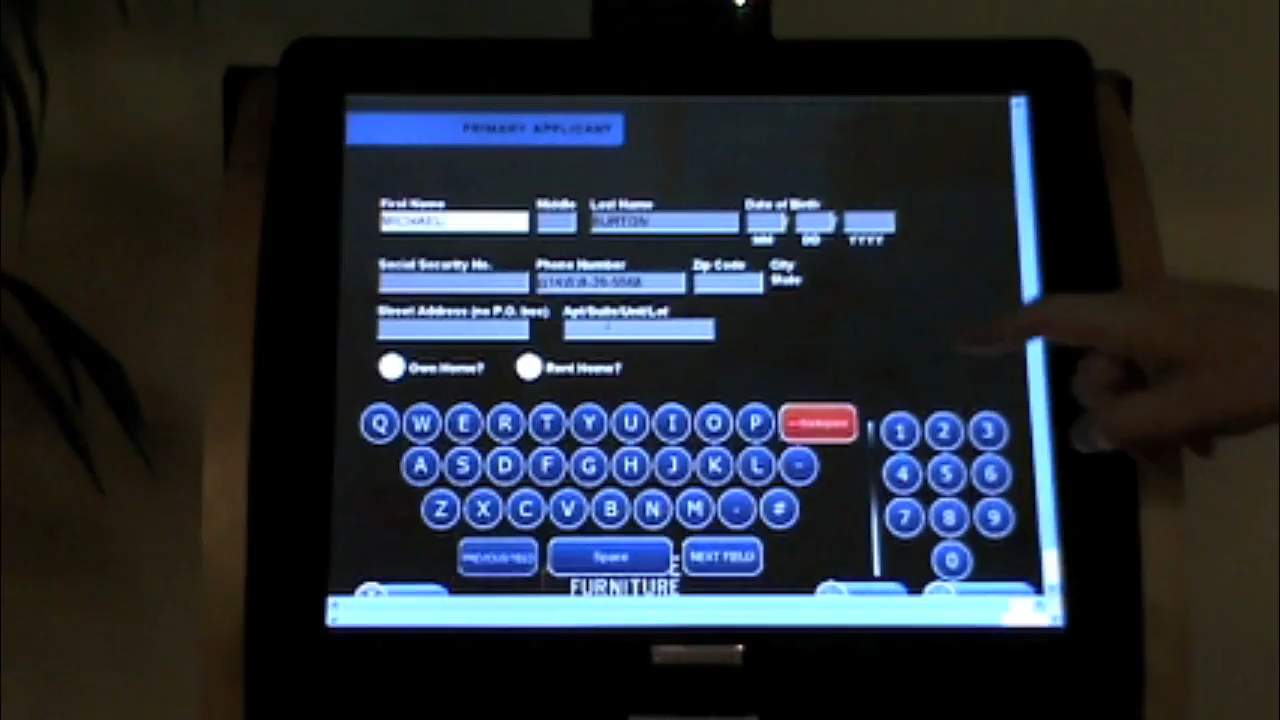 PRIMARY APPLICANT
First Name Middle Last Name Date of Birth
MICHAEL BURTON
MM DD YYYY
Social Security No. Phone Number Zip Code City
State
Street Address (no P.O. box) Apt/Suite/Unit/Lot
Own Home? Rent Home?
Q W E R T Y U I O P 1 2 3
A S D F G H J K L - 4 5 6
Z X C V B N M . # 7 8 9
PREVIOUS FIELD Space NEXT FIELD 0
FURNITURE